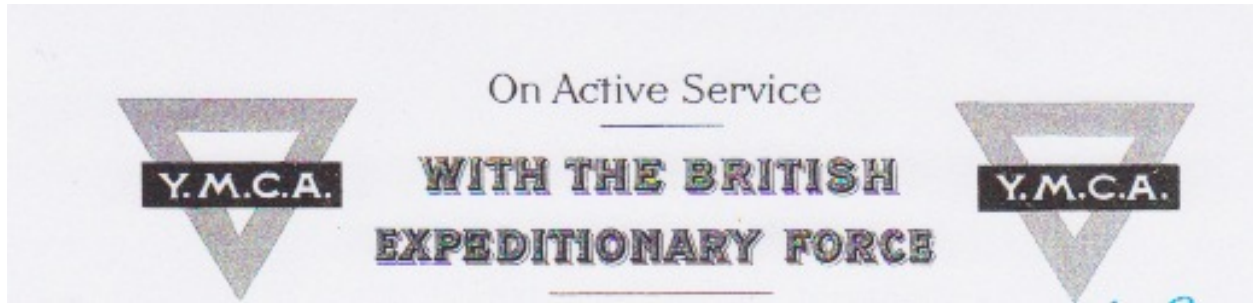 On Active Service
Y.M.C.A.
WITH THE BRITISH
Y.M.C.A.
EXPEDITIONARY FORCE